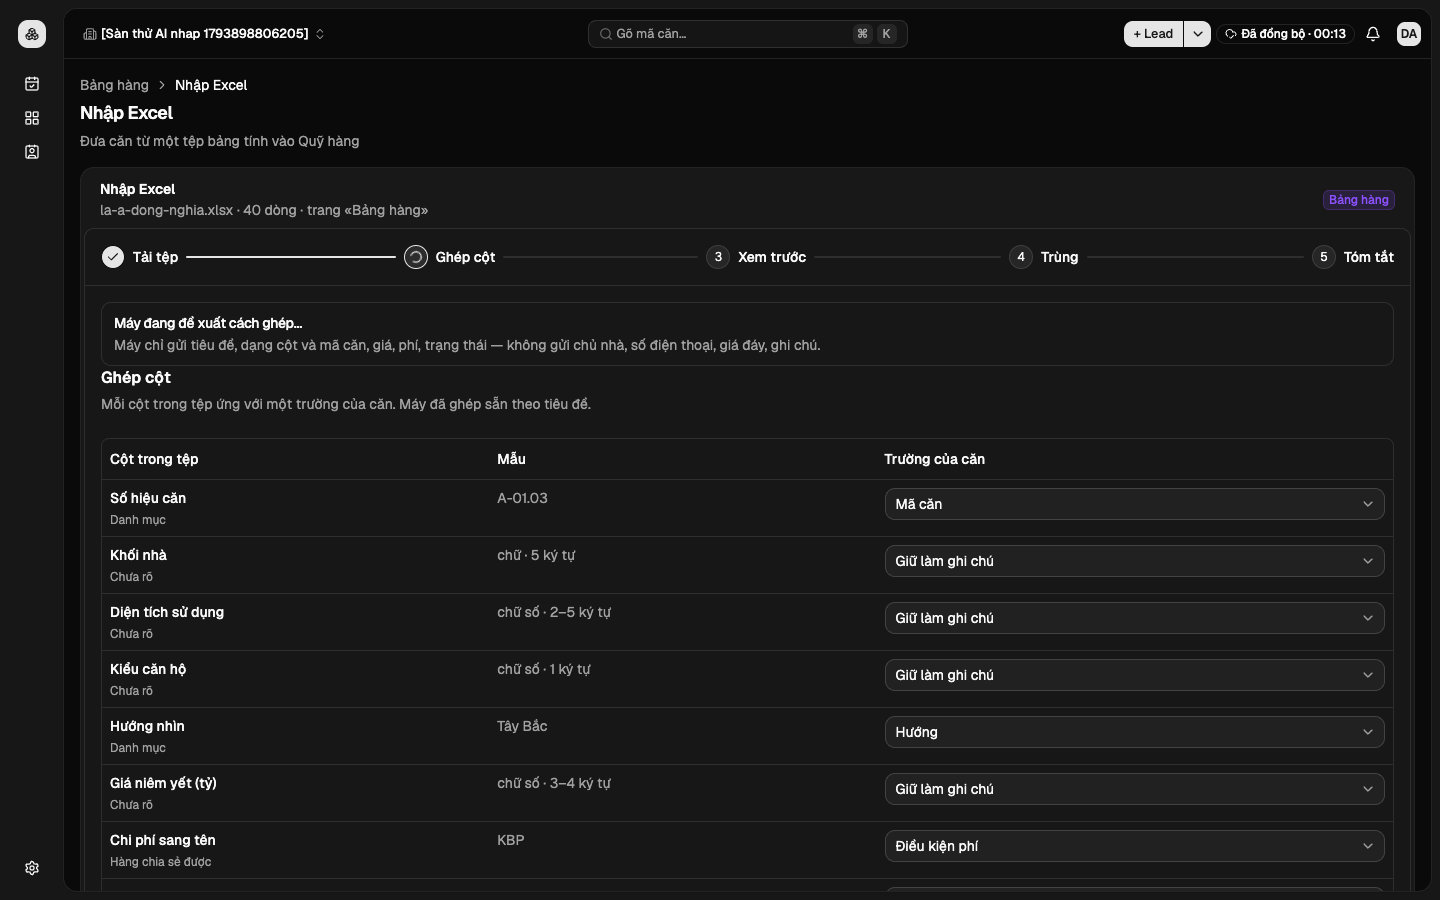 [Sàn thử AI nhap 1793898806205]
Gõ mã căn...
⌘ K
+ Lead
Đã đồng bộ · 00:13
DA
Bảng hàng > Nhập Excel
Nhập Excel
Đưa căn từ một tệp bảng tính vào Quỹ hàng
Nhập Excel
la-a-dong-nghia.xlsx · 40 dòng · trang «Bảng hàng»
Bảng hàng
Tải tệp
Ghép cột
3 Xem trước
4 Trùng
5 Tóm tắt
Máy đang đề xuất cách ghép...
Máy chỉ gửi tiêu đề, dạng cột và mã căn, giá, phí, trạng thái — không gửi chủ nhà, số điện thoại, giá đáy, ghi chú.
Ghép cột
Mỗi cột trong tệp ứng với một trường của căn. Máy đã ghép sẵn theo tiêu đề.
Cột trong tệp Mẫu Trường của căn
Số hiệu căn A-01.03 Mã căn
Danh mục
Khối nhà chữ · 5 ký tự Giữ làm ghi chú
Chưa rõ
Diện tích sử dụng chữ số · 2–5 ký tự Giữ làm ghi chú
Chưa rõ
Kiểu căn hộ chữ số · 1 ký tự Giữ làm ghi chú
Chưa rõ
Hướng nhìn Tây Bắc Hướng
Danh mục
Giá niêm yết (tỷ) chữ số · 3–4 ký tự Giữ làm ghi chú
Chưa rõ
Chi phí sang tên KBP Điều kiện phí
Hàng chia sẻ được